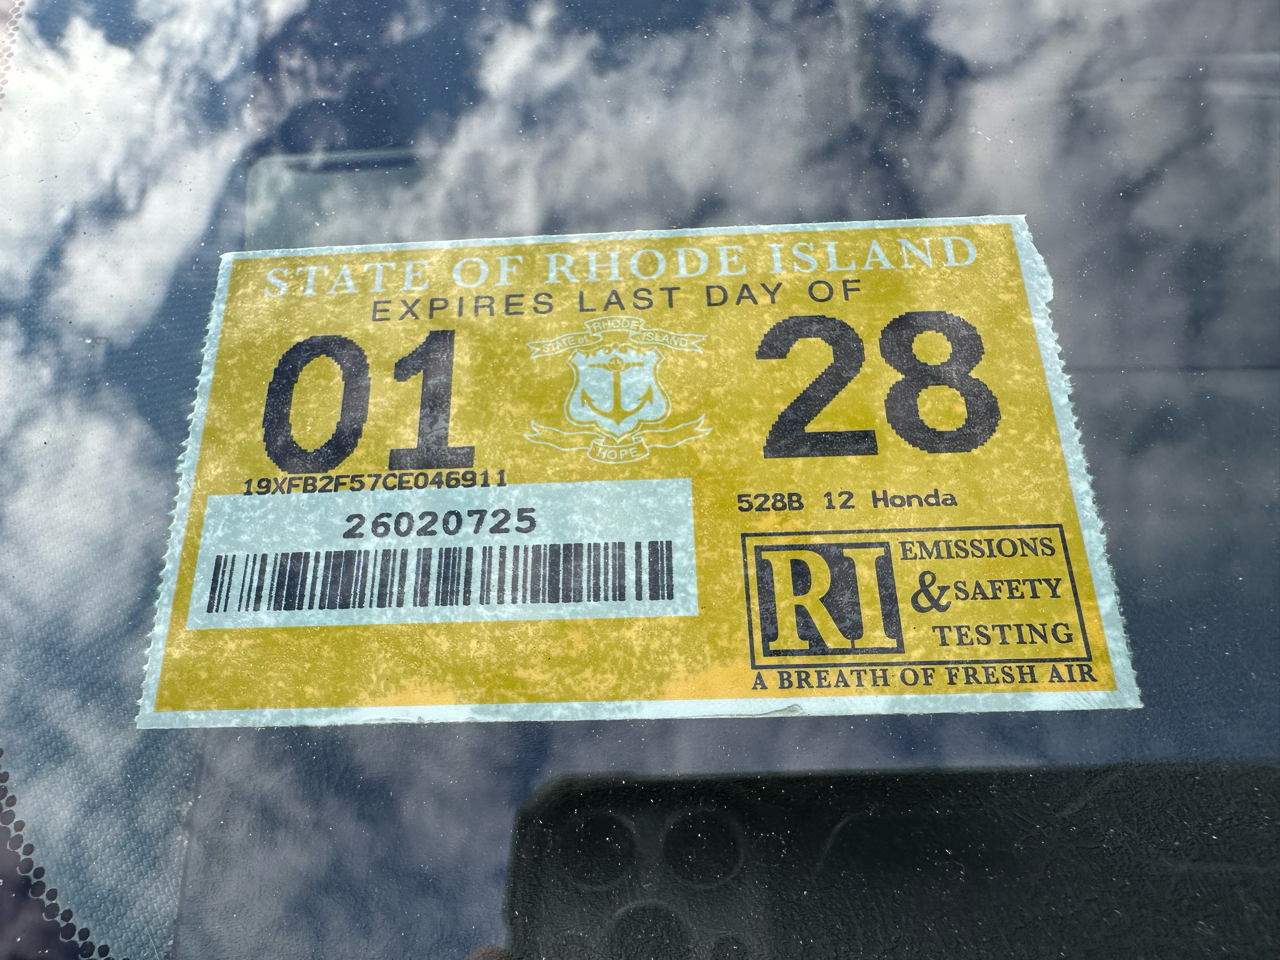 STATE OF RHODE ISLAND
EXPIRES LAST DAY OF
01 28
STATE of RHODE ISLAND
HOPE
19XFB2F57CE046911
26020725
528B 12 Honda
RI EMISSIONS
& SAFETY
TESTING
A BREATH OF FRESH AIR